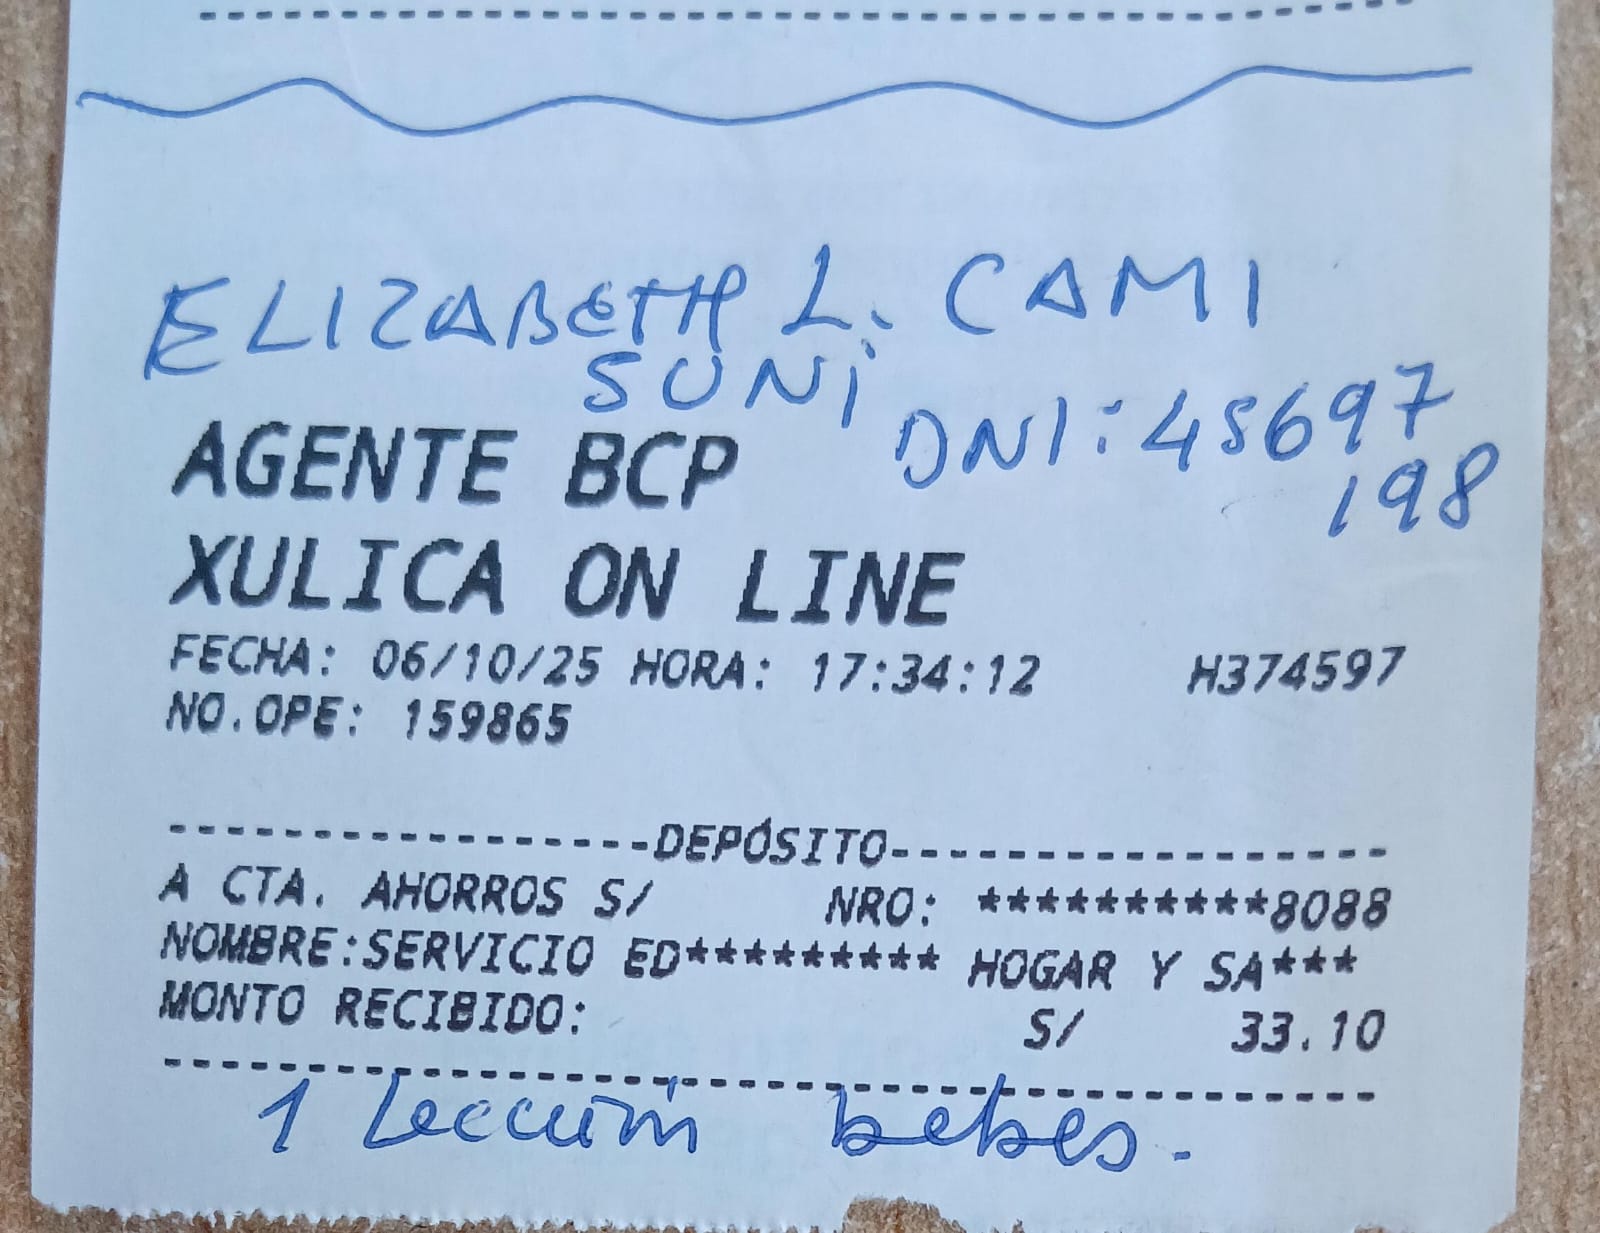 ELIZABETH L. CAMI
SUNI
DNI: 45697
198
AGENTE BCP
XULICA ON LINE
FECHA: 06/10/25 HORA: 17:34:12 H374597
NO.OPE: 159865
------------------DEPÓSITO------------------
A CTA. AHORROS S/ NRO: **********8088
NOMBRE:SERVICIO ED********* HOGAR Y SA***
MONTO RECIBIDO: S/ 33.10
1 Lección bebes.